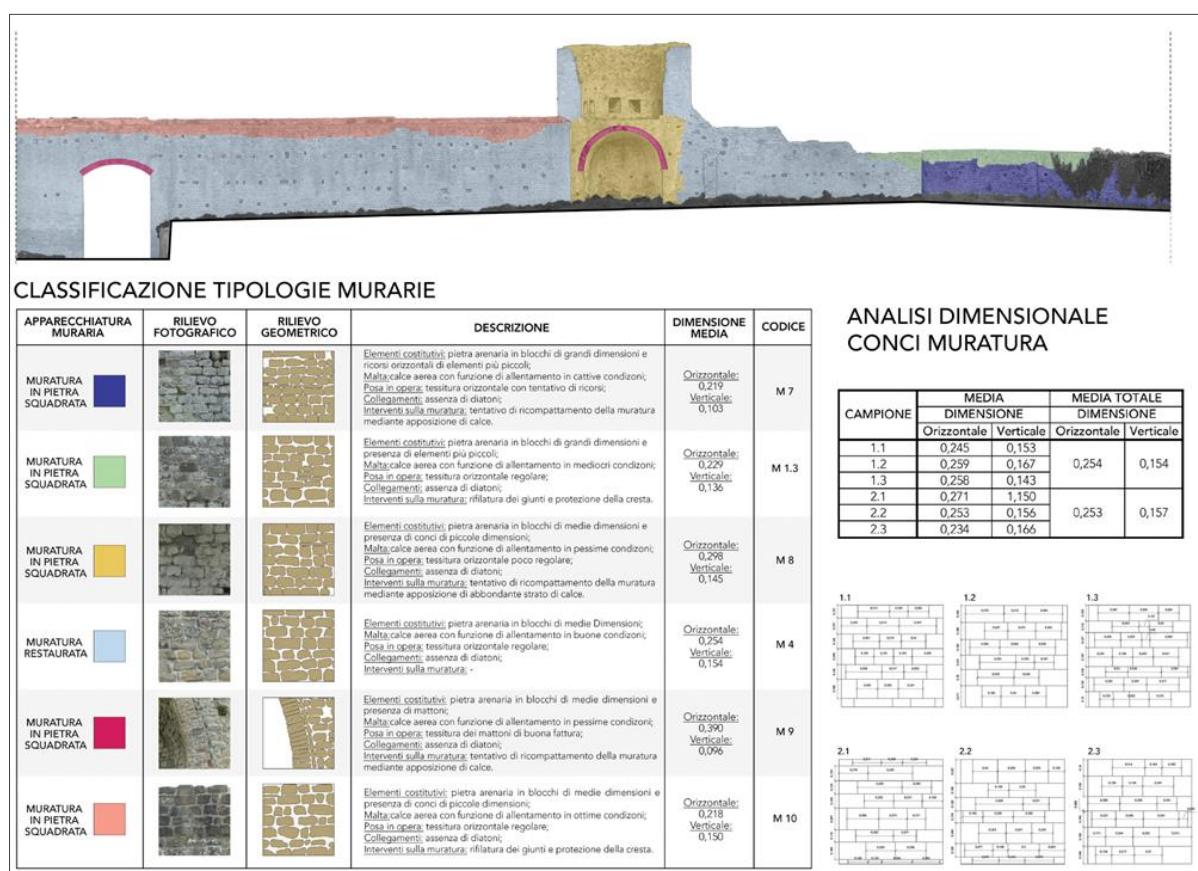 CLASSIFICAZIONE TIPOLOGIE MURARIE
APPARECCHIATURA
MURARIA
RILIEVO
FOTOGRAFICO
RILIEVO
GEOMETRICO
DESCRIZIONE
DIMENSIONE
MEDIA
CODICE
MURATURA
IN PIETRA
SQUADRATA
Elementi costitutivi: pietra arenaria in blocchi di grandi dimensioni e
ricorsi orizzontali di elementi più piccoli;
Malta:calce aerea con funzione di allentamento in cattive condizoni;
Posa in opera: tessitura orizzontale con tentativo di ricorsi;
Collegamenti: assenza di diatoni;
Interventi sulla muratura: tentativo di ricompattamento della muratura
mediante apposizione di calce.
Orizzontale:
0,219
Verticale:
0,103
M 7
MURATURA
IN PIETRA
SQUADRATA
Elementi costitutivi: pietra arenaria in blocchi di grandi dimensioni e
presenza di elementi più piccoli;
Malta:calce aerea con funzione di allentamento in mediocri condizoni;
Posa in opera: tessitura orizzontale regolare;
Collegamenti: assenza di diatoni;
Interventi sulla muratura: rifilatura dei giunti e protezione della cresta.
Orizzontale:
0,229
Verticale:
0,136
M 1.3
MURATURA
IN PIETRA
SQUADRATA
Elementi costitutivi: pietra arenaria in blocchi di medie dimensioni e
presenza di conci di piccole dimensioni;
Malta:calce aerea con funzione di allentamento in pessime condizoni;
Posa in opera: tessitura orizzontale poco regolare;
Collegamenti: assenza di diatoni;
Interventi sulla muratura: tentativo di ricompattamento della muratura
mediante apposizione di abbondante strato di calce.
Orizzontale:
0,298
Verticale:
0,145
M 8
MURATURA
RESTAURATA
Elementi costitutivi: pietra arenaria in blocchi di medie Dimensioni;
Malta:calce aerea con funzione di allentamento in buone condizoni;
Posa in opera: tessitura orizzontale regolare;
Collegamenti: assenza di diatoni;
Interventi sulla muratura: -
Orizzontale:
0,254
Verticale:
0,154
M 4
MURATURA
IN PIETRA
SQUADRATA
Elementi costitutivi: pietra arenaria in blocchi di medie dimensioni e
presenza di mattoni;
Malta:calce aerea con funzione di allentamento in pessime condizoni;
Posa in opera: tessitura dei mattoni di buona fattura;
Collegamenti: assenza di diatoni;
Interventi sulla muratura: tentativo di ricompattamento della muratura
mediante apposizione di calce.
Orizzontale:
0,390
Verticale:
0,096
M 9
MURATURA
IN PIETRA
SQUADRATA
Elementi costitutivi: pietra arenaria in blocchi di medie dimensioni e
presenza di conci di piccole dimensioni;
Malta:calce aerea con funzione di allentamento in ottime condizoni;
Posa in opera: tessitura orizzontale regolare;
Collegamenti: assenza di diatoni;
Interventi sulla muratura: rifilatura dei giunti e protezione della cresta.
Orizzontale:
0,218
Verticale:
0,150
M 10
ANALISI DIMENSIONALE
CONCI MURATURA
CAMPIONE
MEDIA
MEDIA TOTALE
DIMENSIONE
DIMENSIONE
Orizzontale Verticale Orizzontale Verticale
1.1 0,245 0,153
1.2 0,259 0,167 0,254 0,154
1.3 0,258 0,143
2.1 0,271 1,150
2.2 0,253 0,156 0,253 0,157
2.3 0,234 0,166
1.1
1.2
1.3
2.1
2.2
2.3